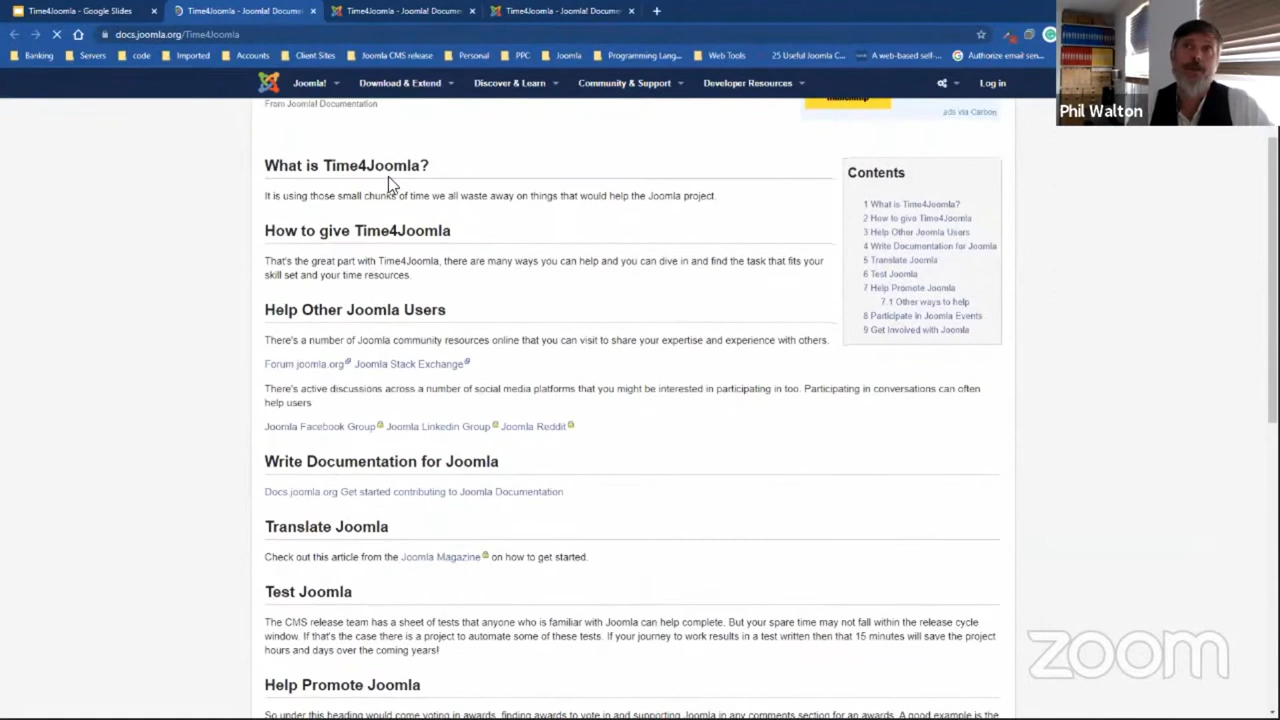 Time4Joomla - Google Slides
Time4Joomla - Joomla! Docume
Time4Joomla - Joomla! Docume
Time4Joomla - Joomla! Docume
docs.joomla.org/Time4Joomla
Banking
Servers
code
Imported
Accounts
Client Sites
Joomla CMS release
Personal
PPC
Joomla
Programming Lang...
Web Tools
25 Useful Joomla C...
A web-based self-...
Authorize email sen...
Joomla!
Download & Extend
Discover & Learn
Community & Support
Developer Resources
Log in
Phil Walton
From Joomla! Documentation
ads via Carbon
What is Time4Joomla?
It is using those small chunks of time we all waste away on things that would help the Joomla project.
How to give Time4Joomla
That's the great part with Time4Joomla, there are many ways you can help and you can dive in and find the task that fits your
skill set and your time resources.
Contents
1 What is Time4Joomla?
2 How to give Time4Joomla
3 Help Other Joomla Users
4 Write Documentation for Joomla
5 Translate Joomla
6 Test Joomla
7 Help Promote Joomla
7.1 Other ways to help
8 Participate in Joomla Events
9 Get Involved with Joomla
Help Other Joomla Users
There's a number of Joomla community resources online that you can visit to share your expertise and experience with others.
Forum joomla.org Joomla Stack Exchange
There's active discussions across a number of social media platforms that you might be interested in participating in too. Participating in conversations can often
help users
Joomla Facebook Group Joomla Linkedin Group Joomla Reddit
Write Documentation for Joomla
Docs joomla org Get started contributing to Joomla Documentation
Translate Joomla
Check out this article from the Joomla Magazine on how to get started.
Test Joomla
The CMS release team has a sheet of tests that anyone who is familiar with Joomla can help complete. But your spare time may not fall within the release cycle
window. If that's the case there is a project to automate some of these tests. If your journey to work results in a test written then that 15 minutes will save the project
hours and days over the coming years!
Help Promote Joomla
So under this heading would come voting in awards, finding awards to vote in and supporting Joomla in any comments section for an awards. A good example is the
zoom